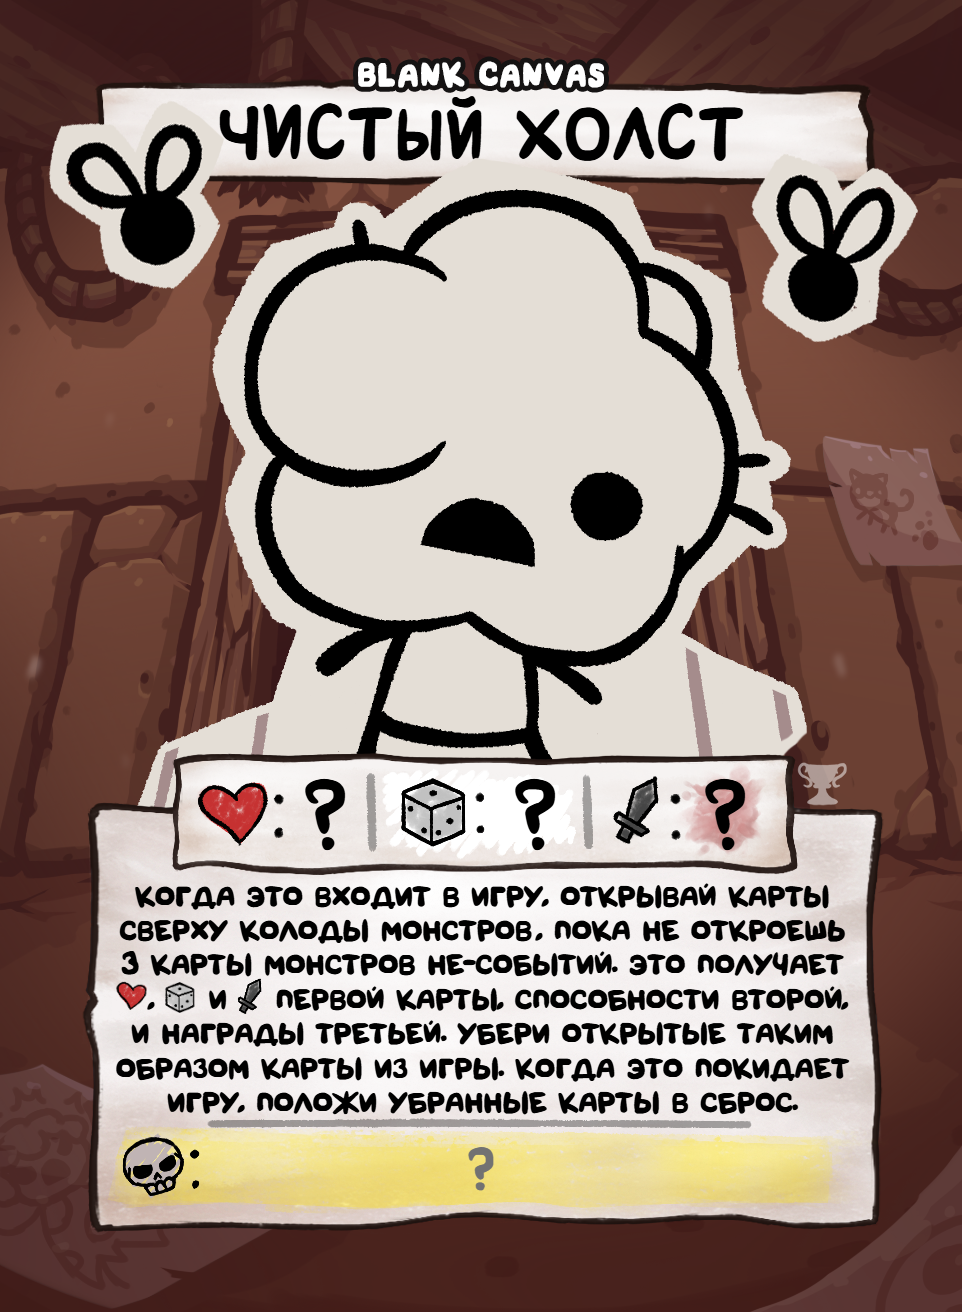 BLANK CANVAS
ЧИСТЫЙ ХОЛСТ
: ? : ? : ?
КОГДА ЭТО ВХОДИТ В ИГРУ, ОТКРЫВАЙ КАРТЫ
СВЕРХУ КОЛОДЫ МОНСТРОВ, ПОКА НЕ ОТКРОЕШЬ
3 КАРТЫ МОНСТРОВ НЕ-СОБЫТИЙ. ЭТО ПОЛУЧАЕТ
, И ПЕРВОЙ КАРТЫ, СПОСОБНОСТИ ВТОРОЙ,
И НАГРАДЫ ТРЕТЬЕЙ. УБЕРИ ОТКРЫТЫЕ ТАКИМ
ОБРАЗОМ КАРТЫ ИЗ ИГРЫ. КОГДА ЭТО ПОКИДАЕТ
ИГРУ, ПОЛОЖИ УБРАННЫЕ КАРТЫ В СБРОС.
: ?